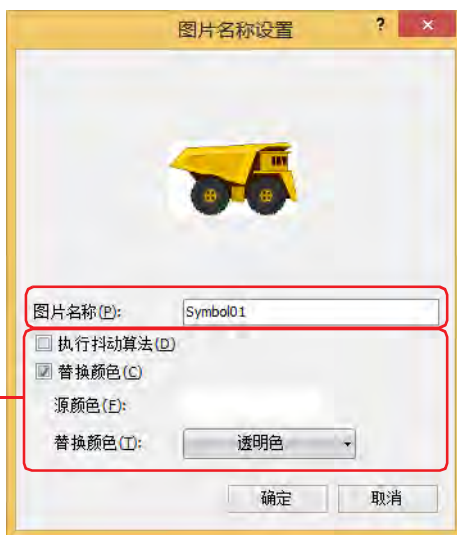 图片名称设置 ? ×
图片名称(P): Symbol01
执行抖动算法(D)
替换颜色(C)
源颜色(F):
替换颜色(T): 透明色
确定 取消